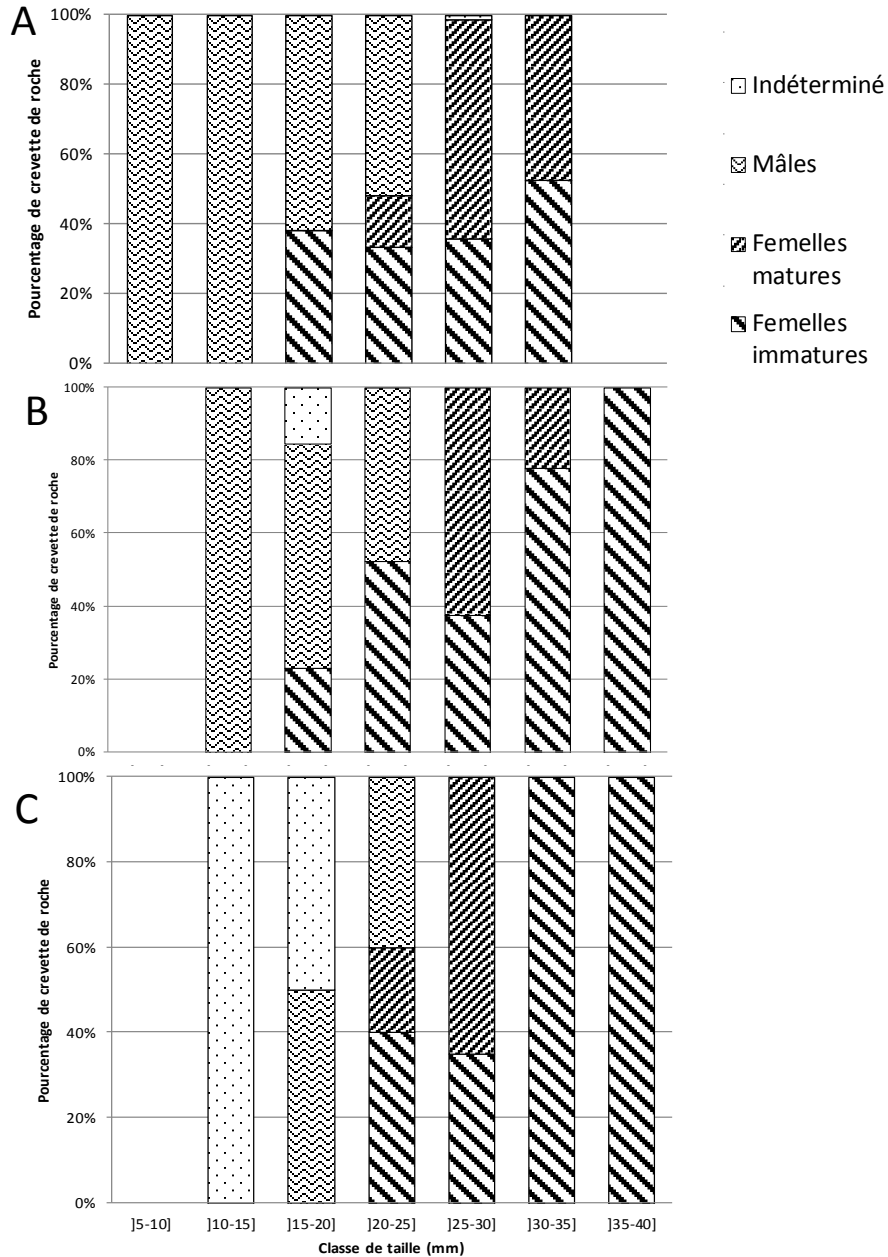 A
Pourcentage de crevette de roche
100%
80%
60%
40%
20%
0%
Indéterminé
Mâles
Femelles
matures
Femelles
immatures
B
Pourcentage de crevette de roche
100%
80%
60%
40%
20%
0%
C
Pourcentage de crevette de roche
100%
80%
60%
40%
20%
0%
]5-10] ]10-15] ]15-20] ]20-25] ]25-30] ]30-35] ]35-40]
Classe de taille (mm)